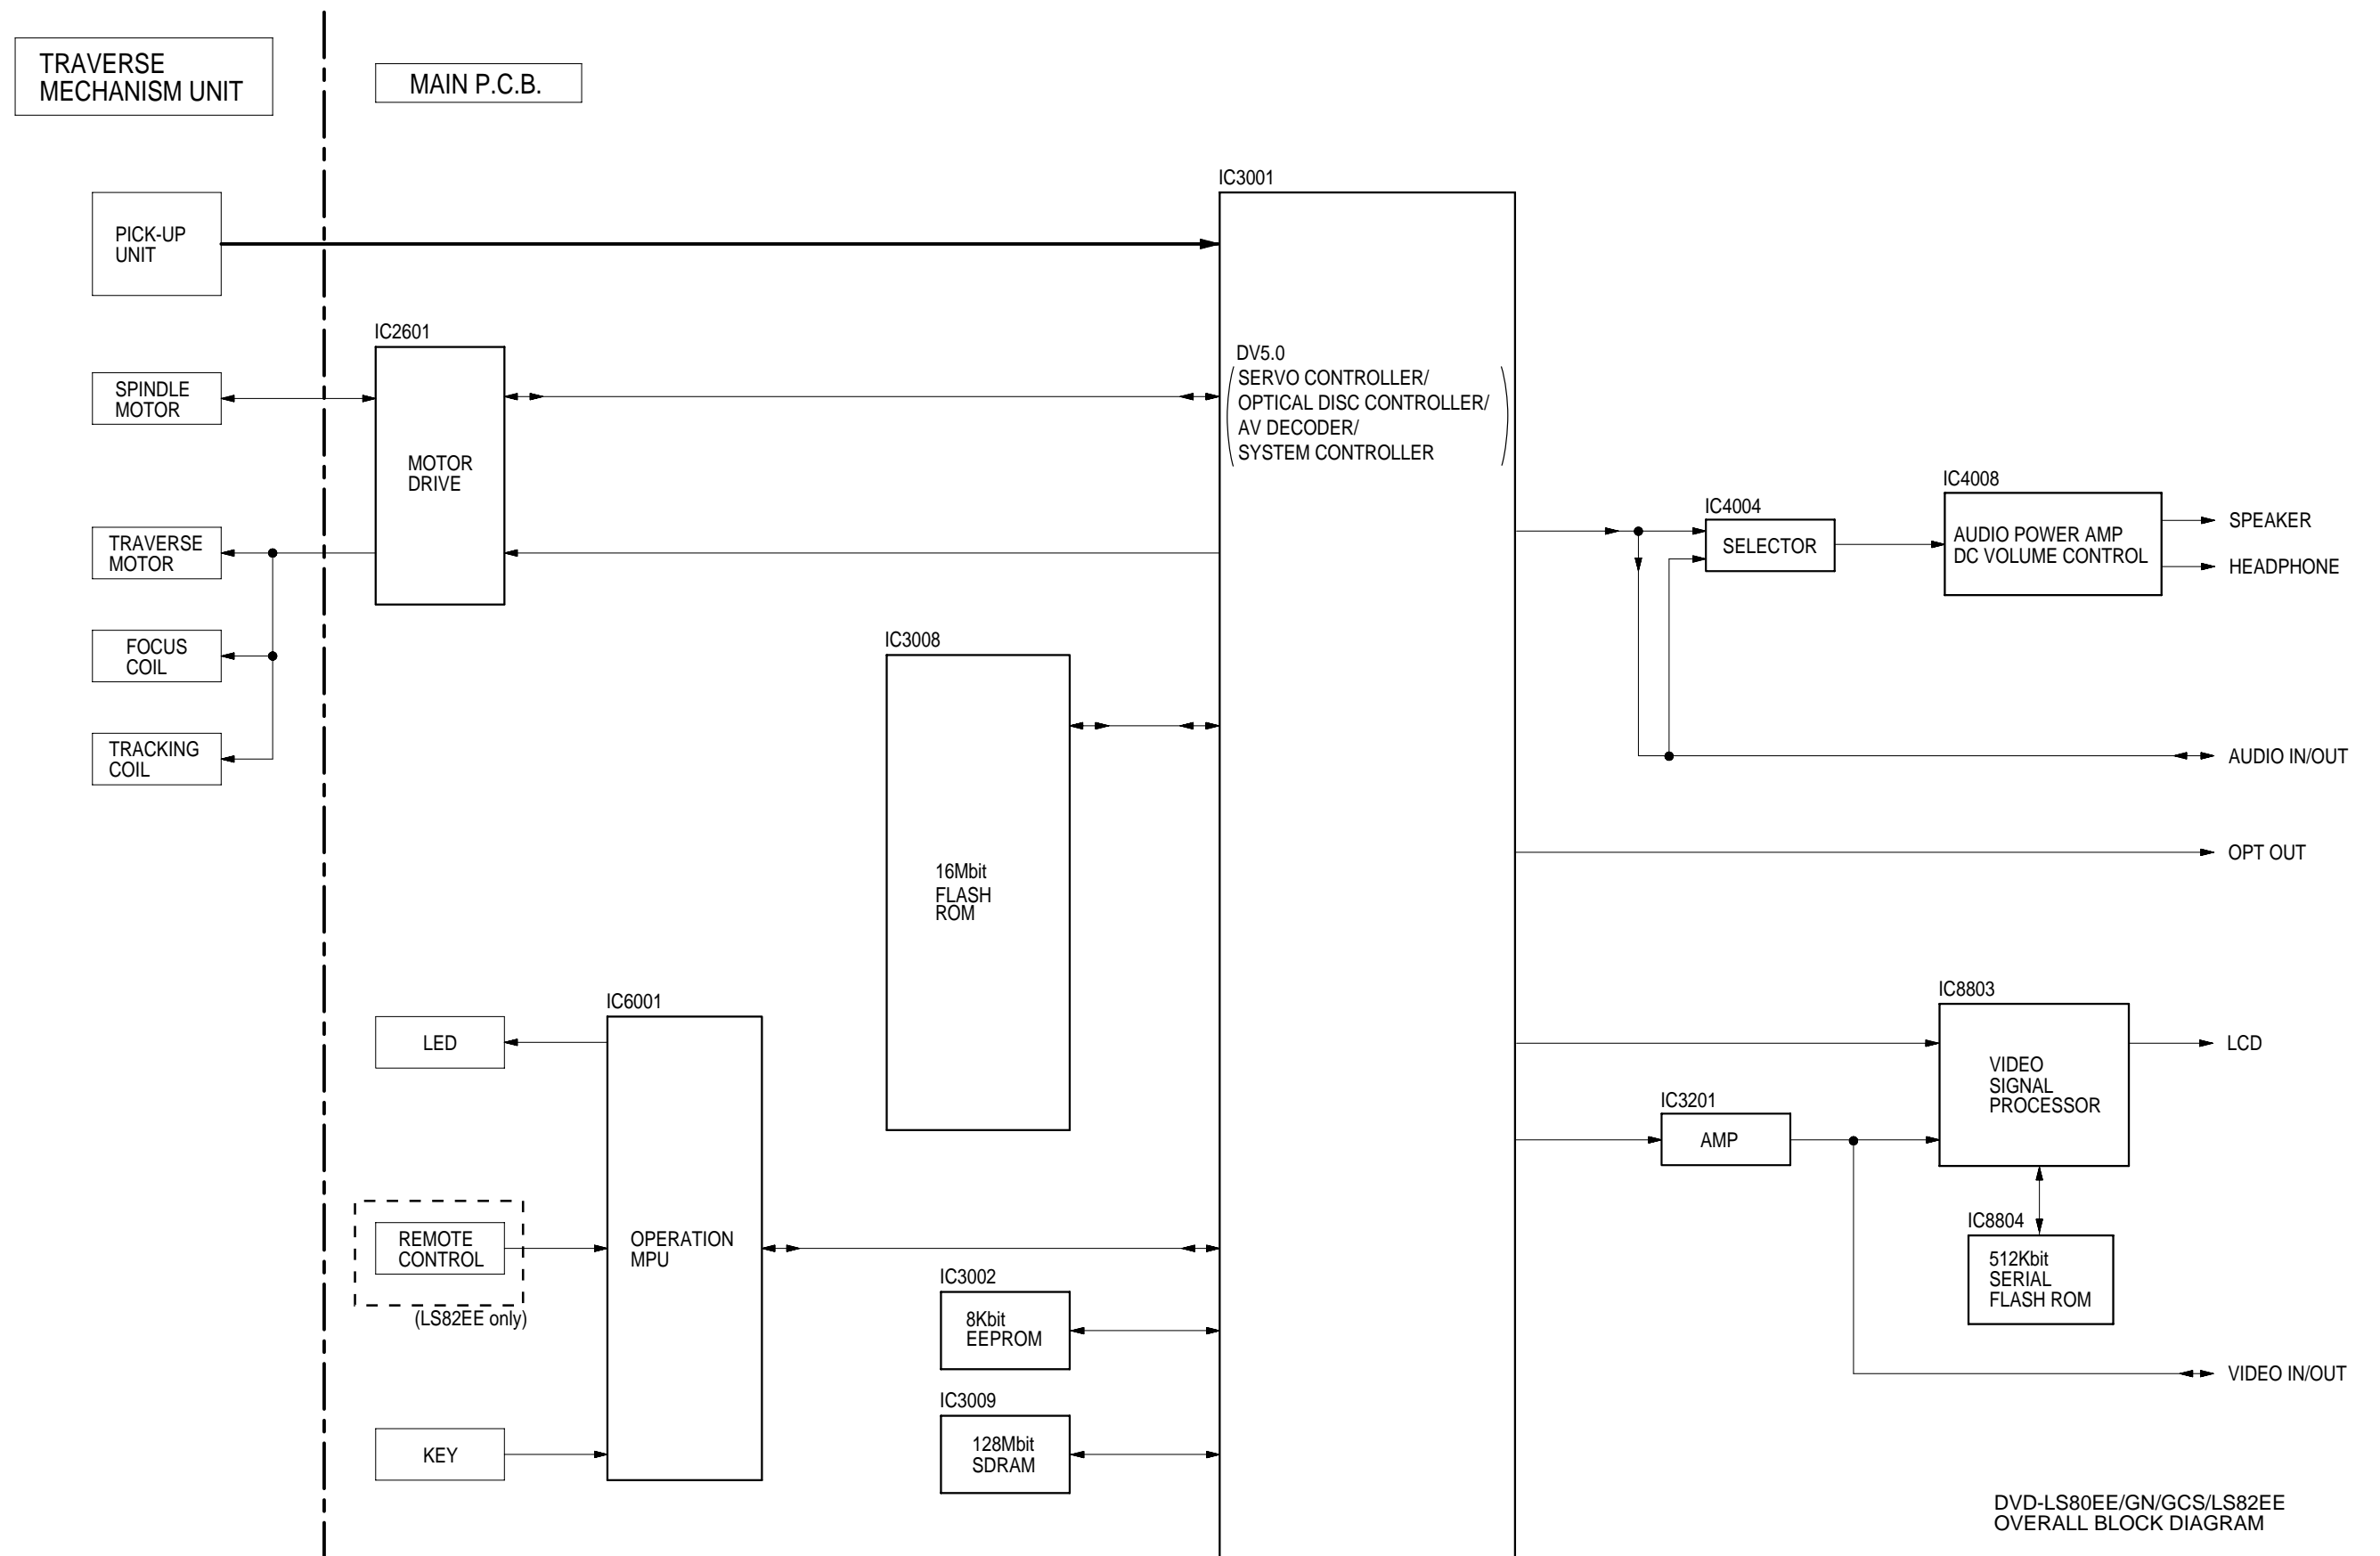 TRAVERSE
MECHANISM UNIT
MAIN P.C.B.
IC3001
PICK-UP
UNIT
IC2601
DV5.0
SERVO CONTROLLER/
OPTICAL DISC CONTROLLER/
AV DECODER/
SYSTEM CONTROLLER
SPINDLE
MOTOR
MOTOR
DRIVE
TRAVERSE
MOTOR
FOCUS
COIL
TRACKING
COIL
IC4004
SELECTOR
IC4008
AUDIO POWER AMP
DC VOLUME CONTROL
SPEAKER
HEADPHONE
AUDIO IN/OUT
OPT OUT
IC3008
16Mbit
FLASH
ROM
IC6001
LED
OPERATION
MPU
REMOTE
CONTROL
(LS82EE only)
KEY
IC3002
8Kbit
EEPROM
IC3009
128Mbit
SDRAM
IC8803
VIDEO
SIGNAL
PROCESSOR
LCD
IC3201
AMP
IC8804
512Kbit
SERIAL
FLASH ROM
VIDEO IN/OUT
DVD-LS80EE/GN/GCS/LS82EE
OVERALL BLOCK DIAGRAM